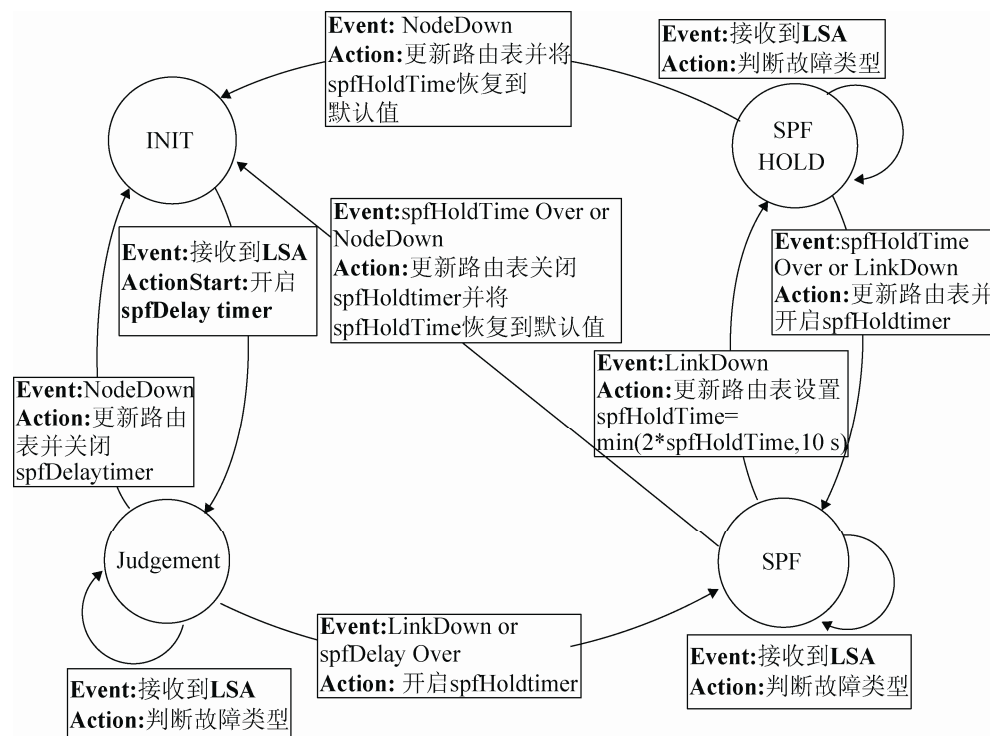 Event: NodeDown
Action:更新路由表并将
spfHoldTime恢复到
默认值
Event:接收到LSA
Action:判断故障类型
INIT
SPF
HOLD
Event:接收到LSA
ActionStart:开启
spfDelay timer
Event:spfHoldTime Over or
NodeDown
Action:更新路由表关闭
spfHoldtimer并将
spfHoldTime恢复到默认值
Event:spfHoldTime
Over or LinkDown
Action:更新路由表并
开启spfHoldtimer
Event:NodeDown
Action:更新路由
表并关闭
spfDelaytimer
Event:LinkDown
Action:更新路由表设置
spfHoldTime=
min(2*spfHoldTime,10 s)
Judgement
SPF
Event:接收到LSA
Action:判断故障类型
Event:LinkDown or
spfDelay Over
Action: 开启spfHoldtimer
Event:接收到LSA
Action:判断故障类型